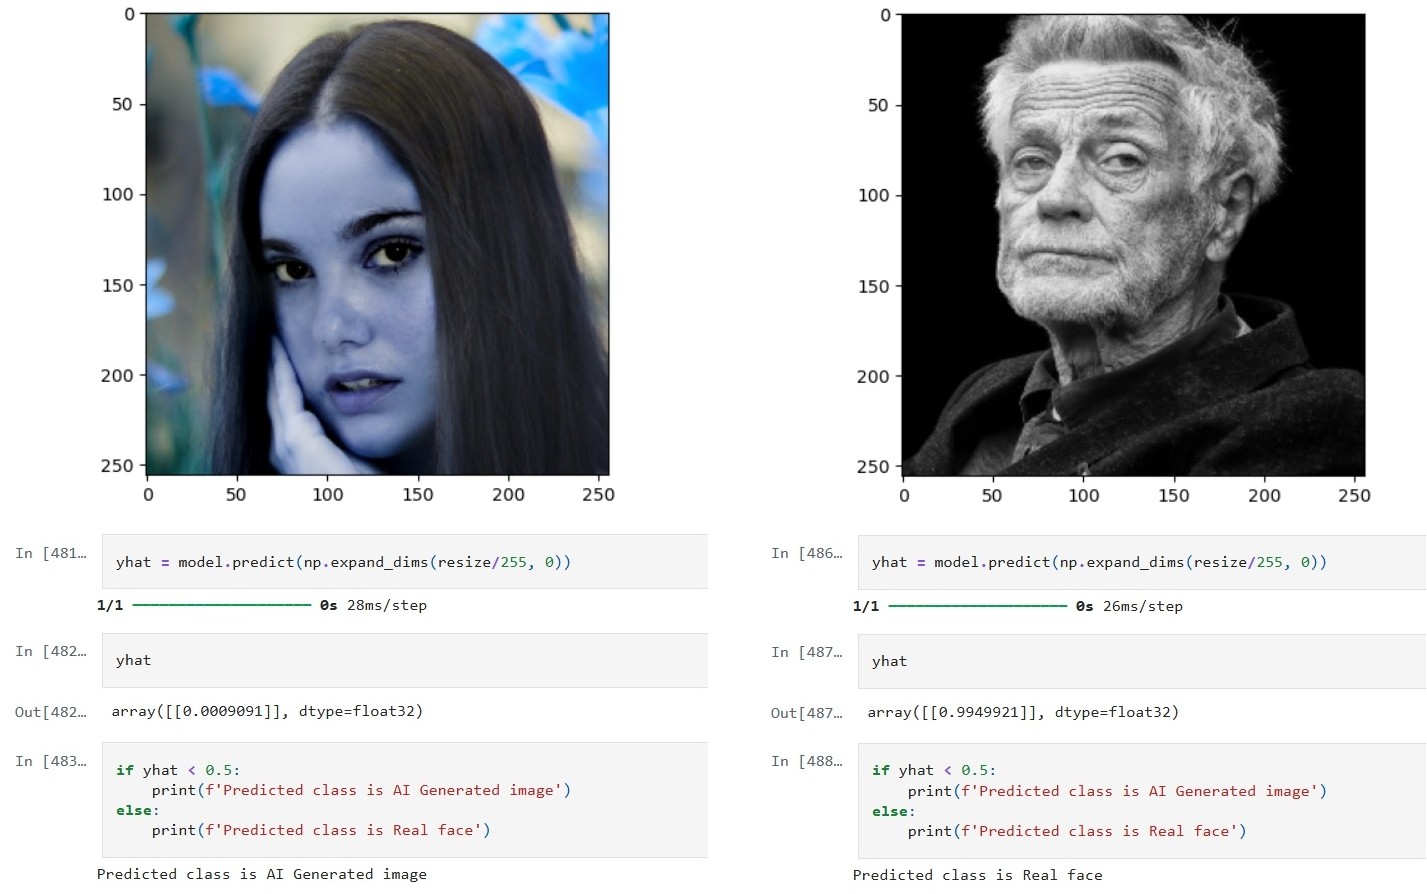 0
50
100
150
200
250
0 50 100 150 200 250
In [481…
yhat = model.predict(np.expand_dims(resize/255, 0))
1/1 ━━━━━━━━━━━━━━━━━━━━ 0s 28ms/step
In [482…
yhat
Out[482…
array([[0.0009091]], dtype=float32)
In [483…
if yhat < 0.5:
    print(f'Predicted class is AI Generated image')
else:
    print(f'Predicted class is Real face')
Predicted class is AI Generated image
0
50
100
150
200
250
0 50 100 150 200 250
In [486…
yhat = model.predict(np.expand_dims(resize/255, 0))
1/1 ━━━━━━━━━━━━━━━━━━━━ 0s 26ms/step
In [487…
yhat
Out[487…
array([[0.9949921]], dtype=float32)
In [488…
if yhat < 0.5:
    print(f'Predicted class is AI Generated image')
else:
    print(f'Predicted class is Real face')
Predicted class is Real face